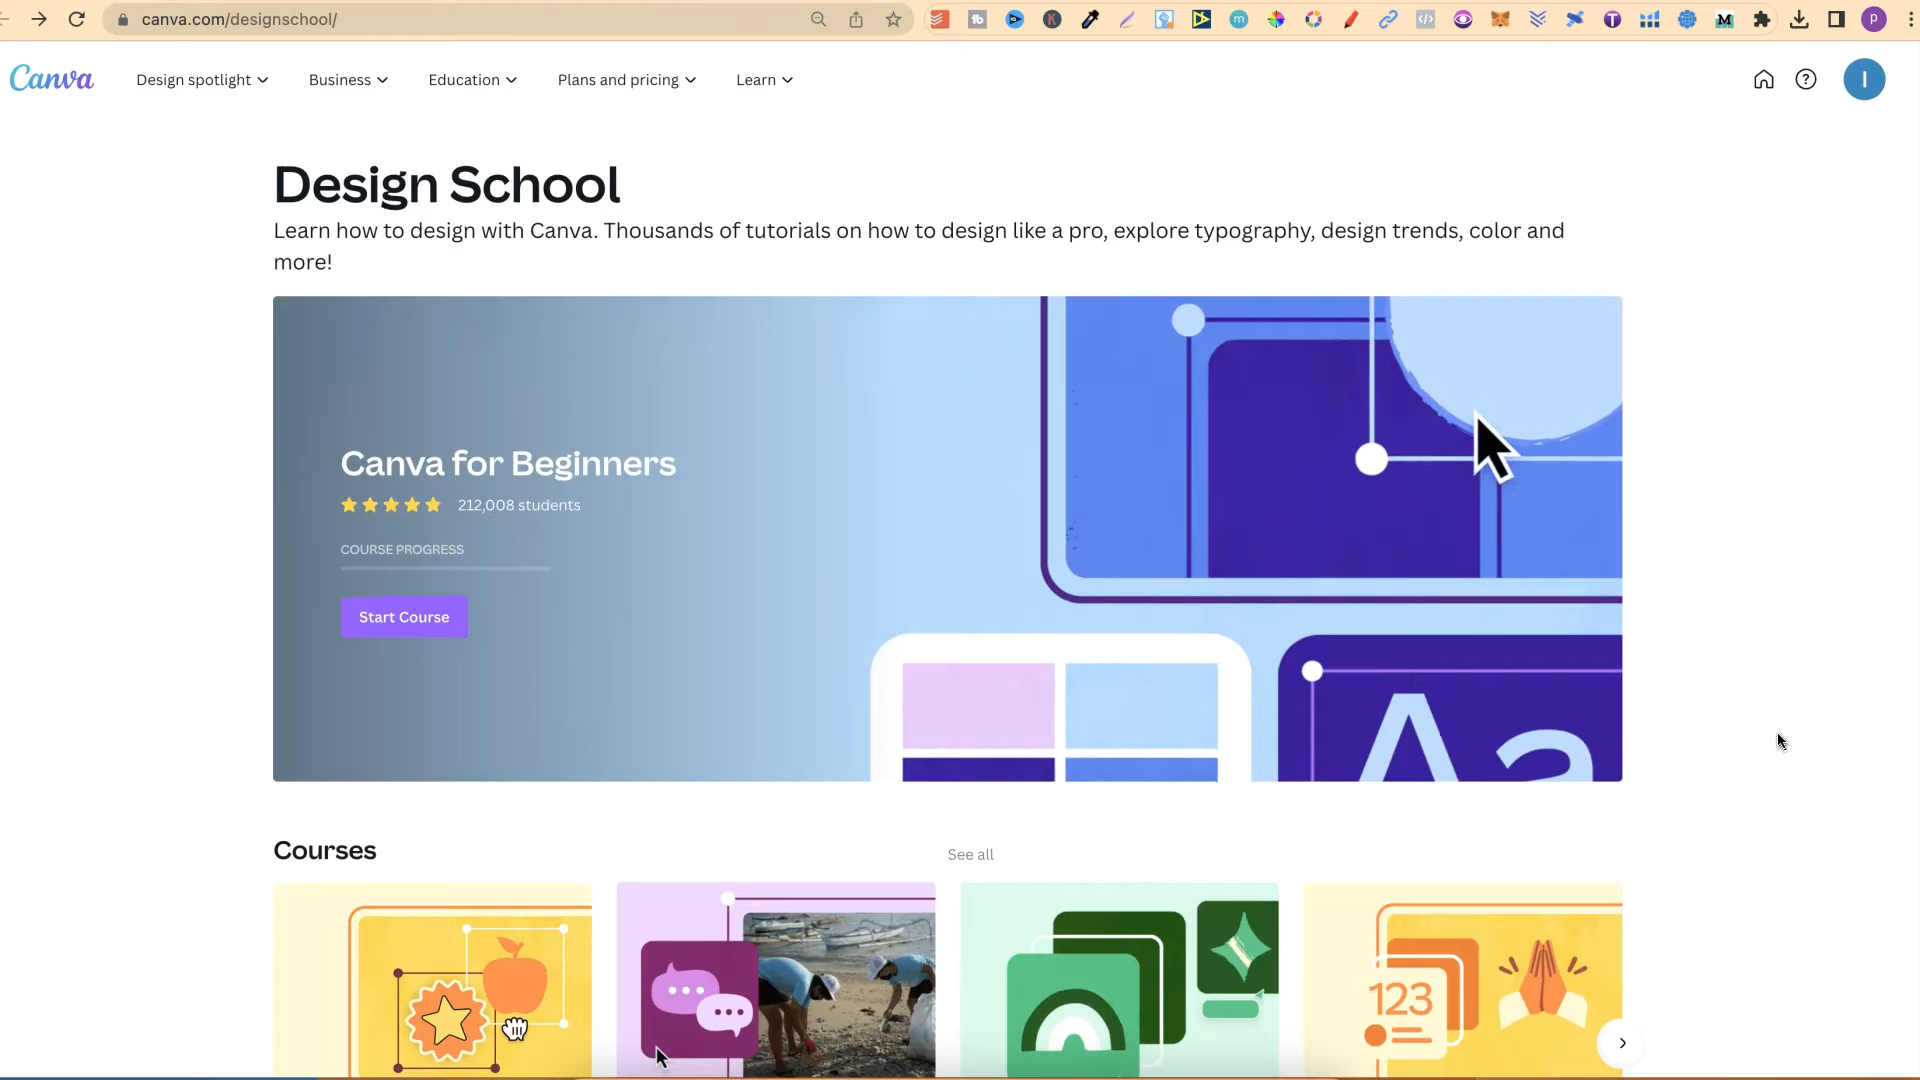 canva.com/designschool/
Canva
Design spotlight
Business
Education
Plans and pricing
Learn
I
Design School
Learn how to design with Canva. Thousands of tutorials on how to design like a pro, explore typography, design trends, color and
more!
Canva for Beginners
212,008 students
COURSE PROGRESS
Start Course
Aa
Courses
See all
123